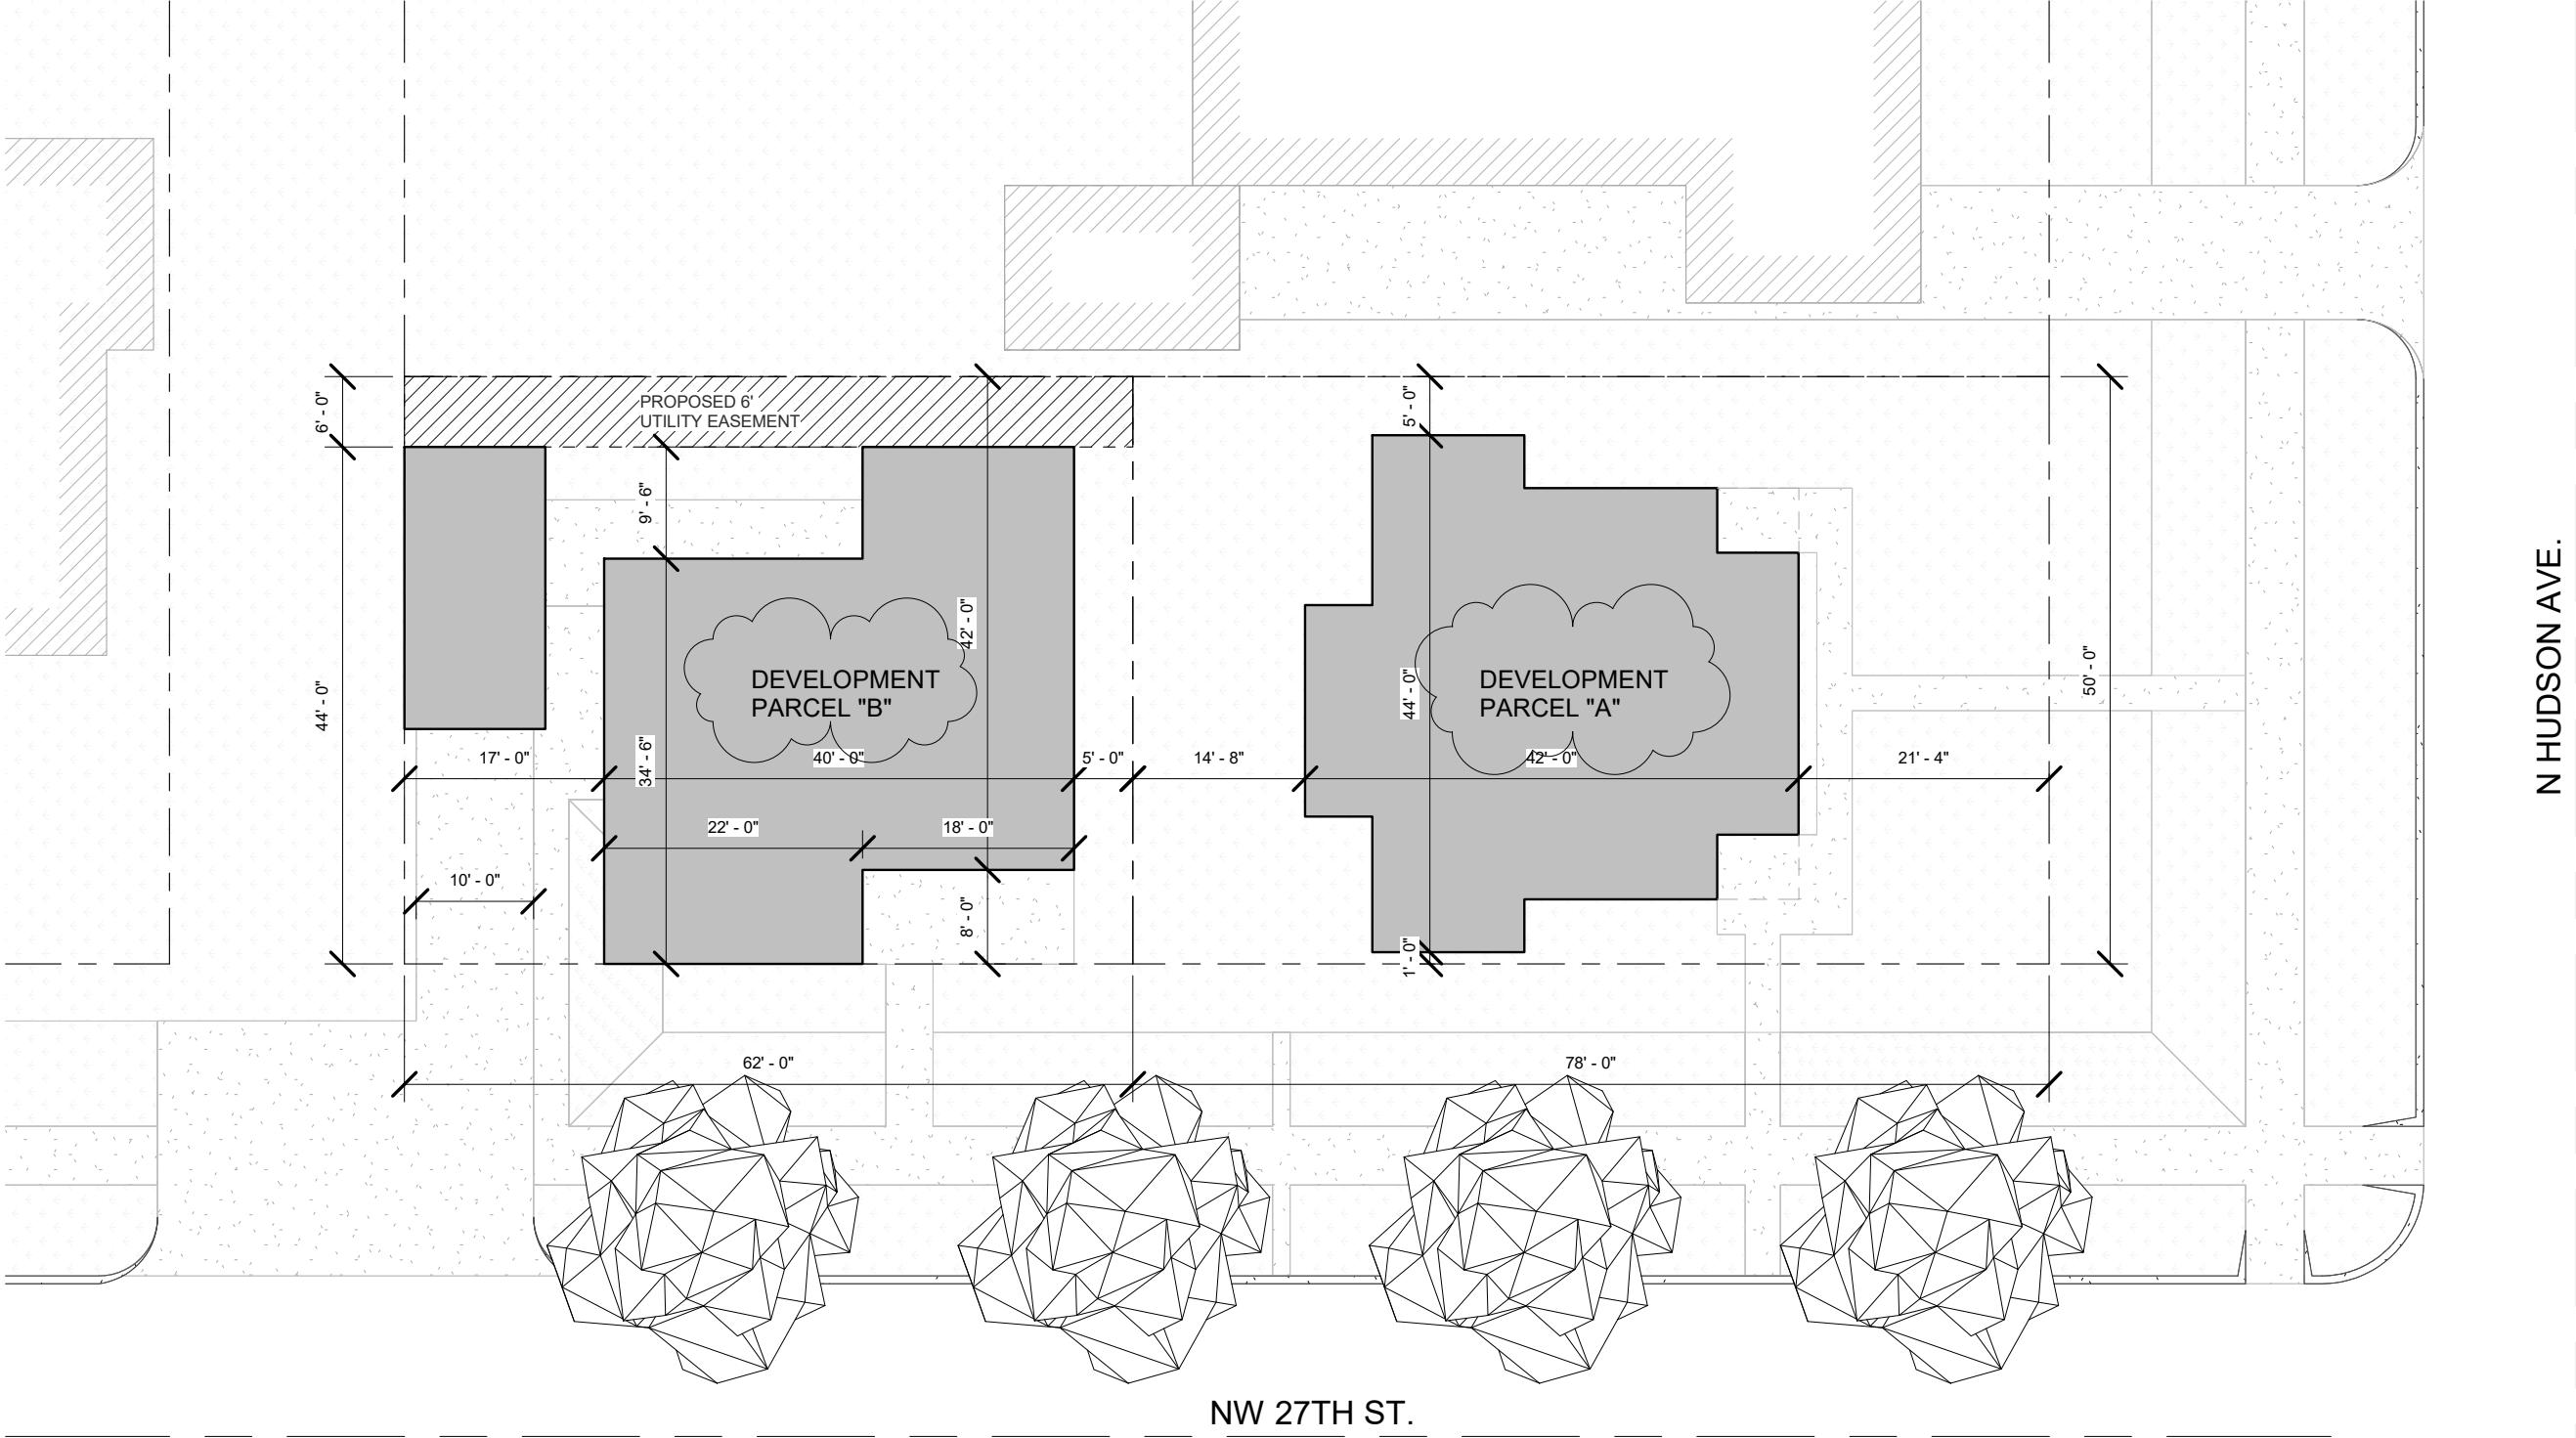 PROPOSED 6'
UTILITY EASEMENT
6' - 0"
5' - 0"
9' - 6"
42' - 0"
44' - 0"
DEVELOPMENT
PARCEL "B"
DEVELOPMENT
PARCEL "A"
44' - 0"
50' - 0"
N HUDSON AVE.
34' - 6"
17' - 0"
40' - 0"
5' - 0"
14' - 8"
42' - 0"
21' - 4"
22' - 0"
18' - 0"
10' - 0"
8' - 0"
1' - 0"
62' - 0"
78' - 0"
NW 27TH ST.